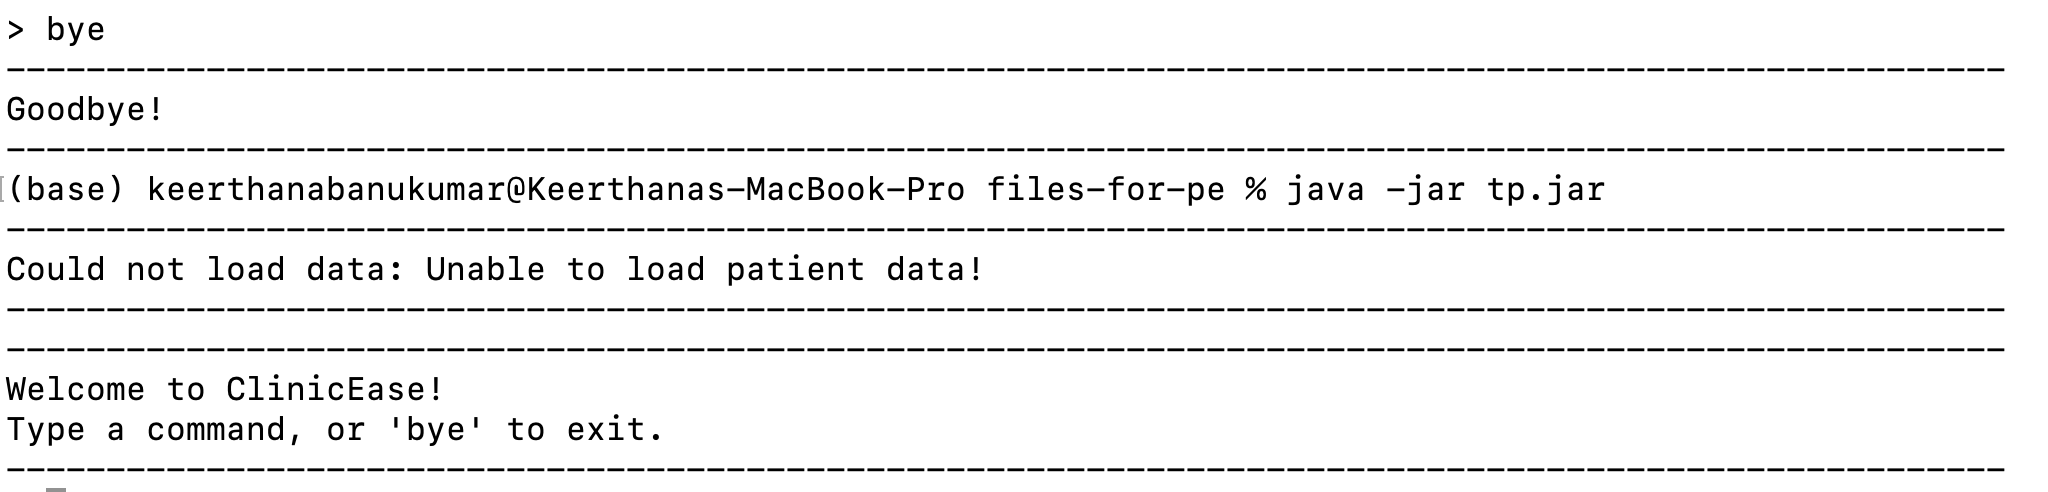 > bye
----------------------------------------------------------------------------------------------------
Goodbye!
----------------------------------------------------------------------------------------------------
(base) keerthanabanukumar@Keerthanas-MacBook-Pro files-for-pe % java -jar tp.jar
----------------------------------------------------------------------------------------------------
Could not load data: Unable to load patient data!
----------------------------------------------------------------------------------------------------
----------------------------------------------------------------------------------------------------
Welcome to ClinicEase!
Type a command, or 'bye' to exit.
----------------------------------------------------------------------------------------------------